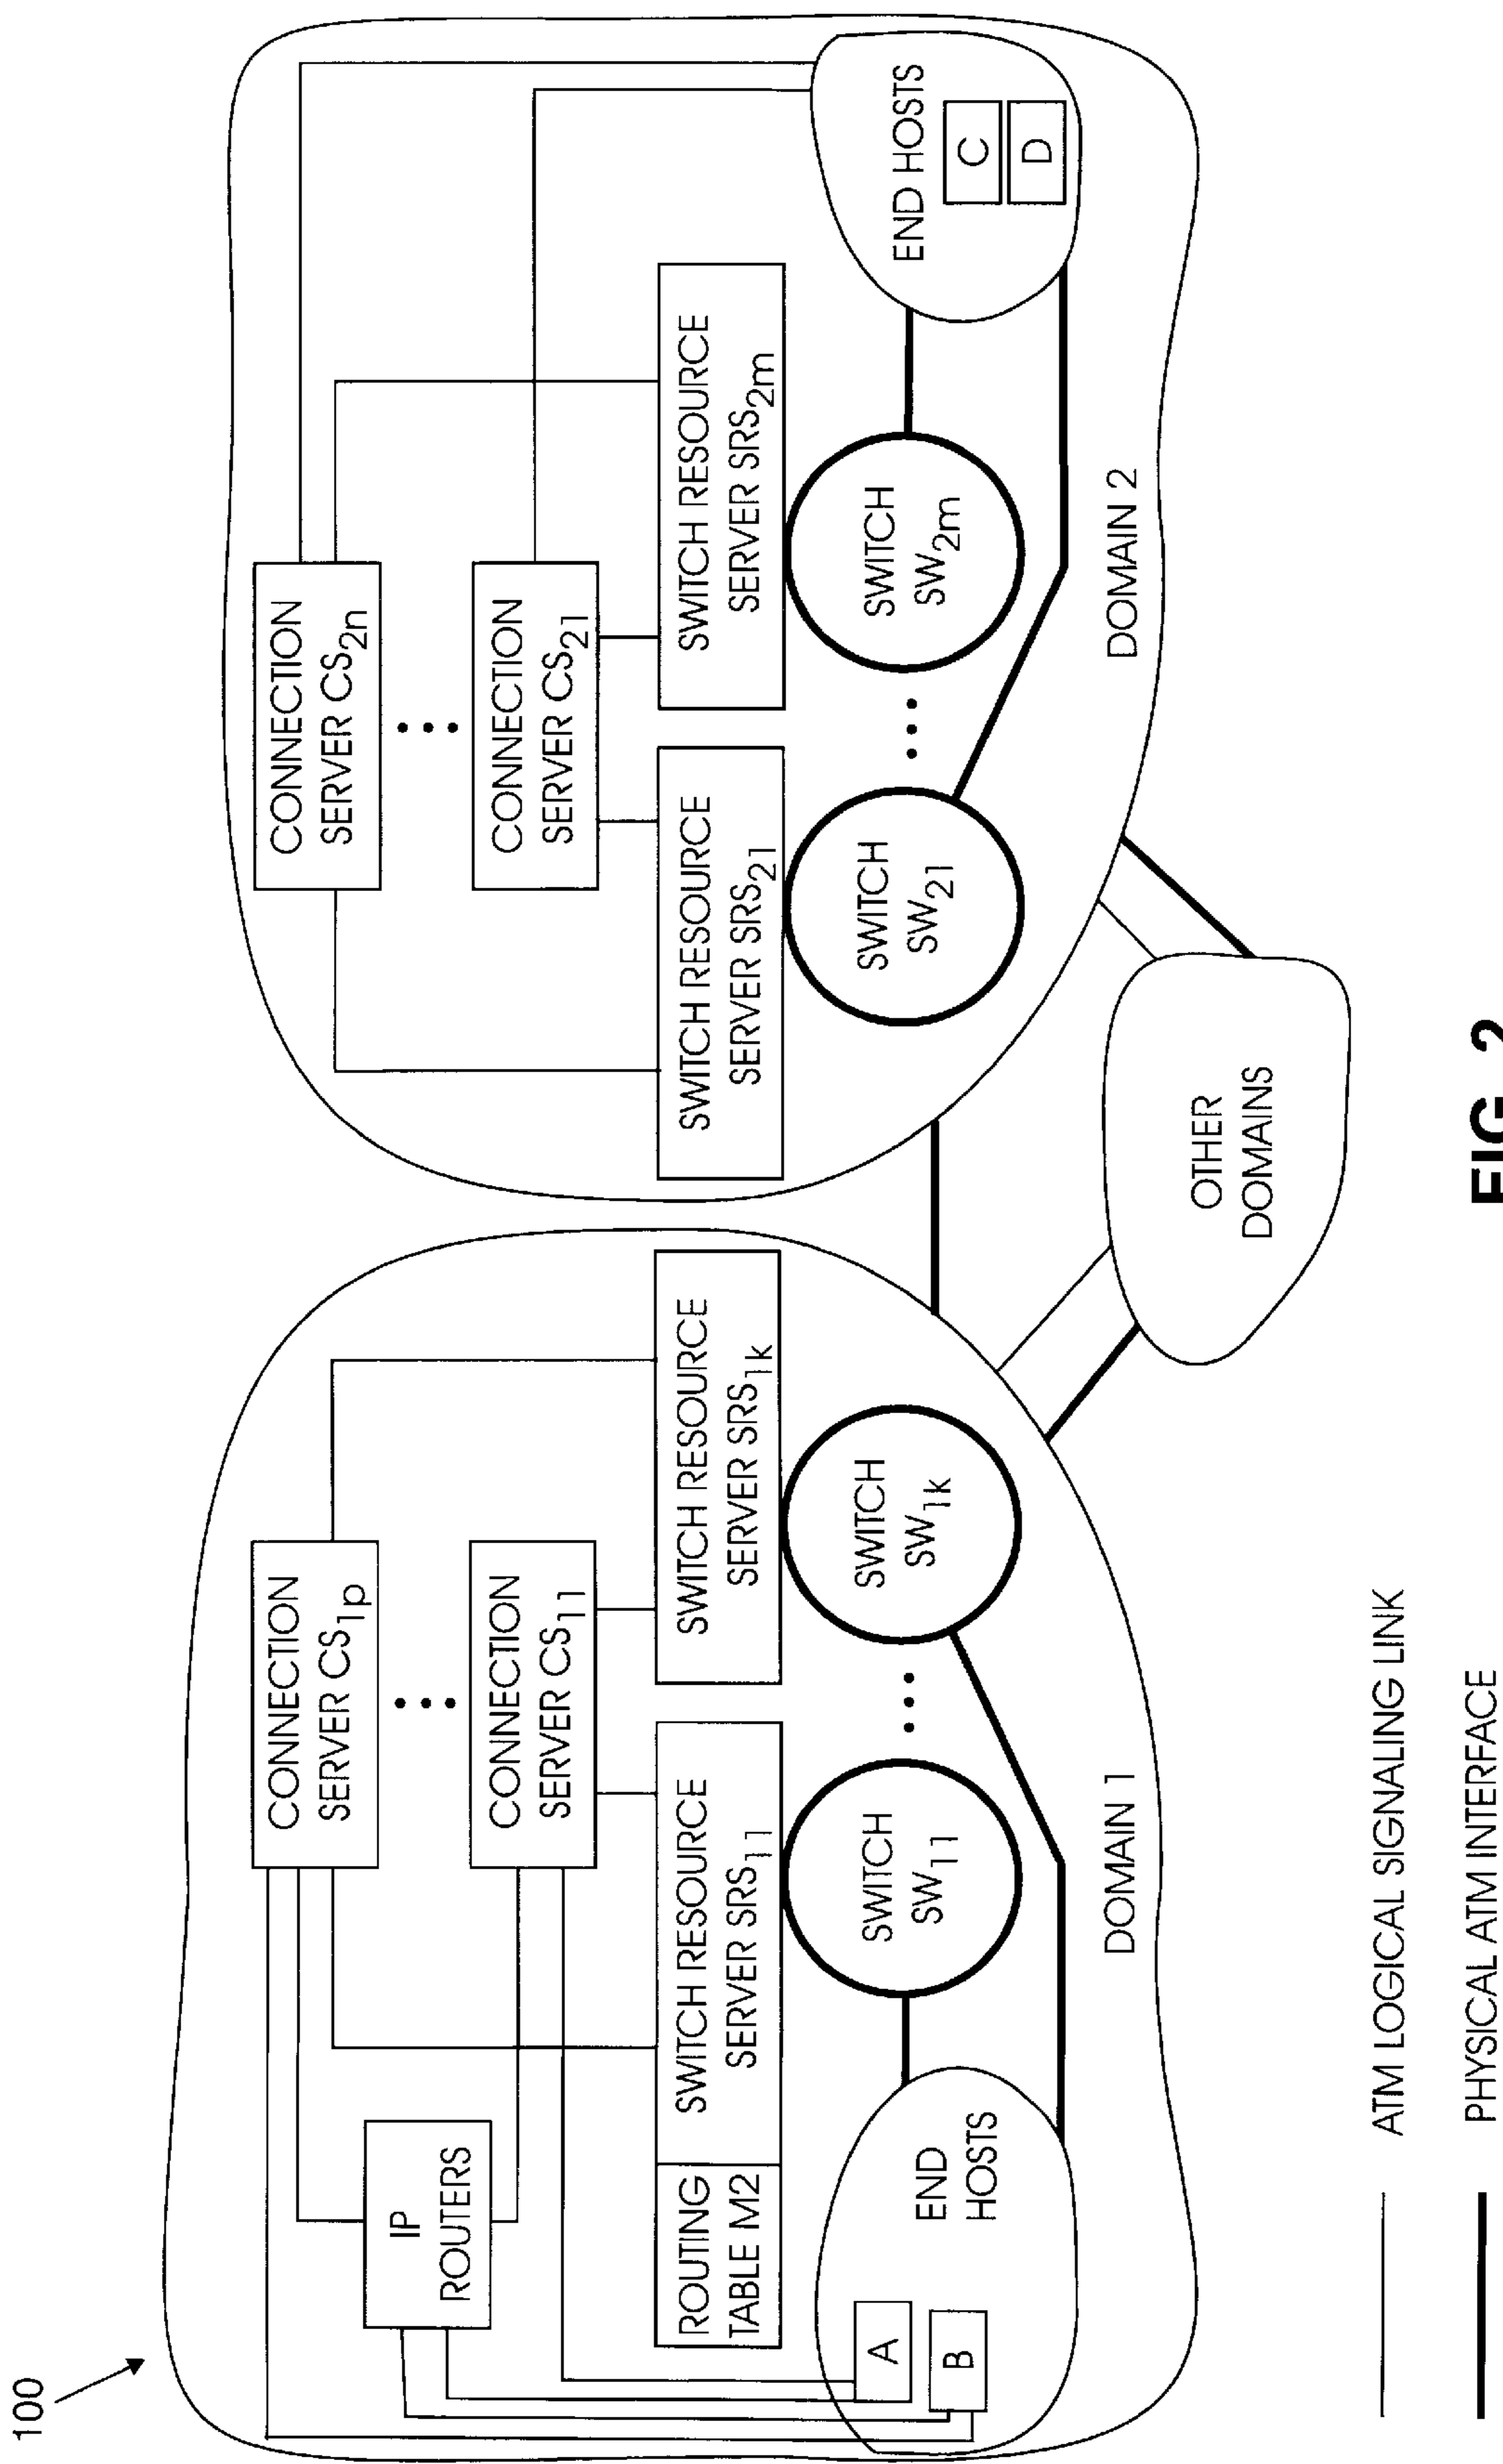 100
CONNECTION
SERVER CS1p
CONNECTION
SERVER CS11
IP
ROUTERS
ROUTING
TABLE M2
SWITCH RESOURCE
SERVER SRS11
SWITCH RESOURCE
SERVER SRS1k
SWITCH
SW11
SWITCH
SW1k
END
HOSTS
A
B
DOMAIN 1
CONNECTION
SERVER CS2n
CONNECTION
SERVER CS21
SWITCH RESOURCE
SERVER SRS21
SWITCH RESOURCE
SERVER SRS2m
SWITCH
SW21
SWITCH
SW2m
END HOSTS
C
D
DOMAIN 2
OTHER
DOMAINS
ATM LOGICAL SIGNALING LINK
PHYSICAL ATM INTERFACE
FIG. 2